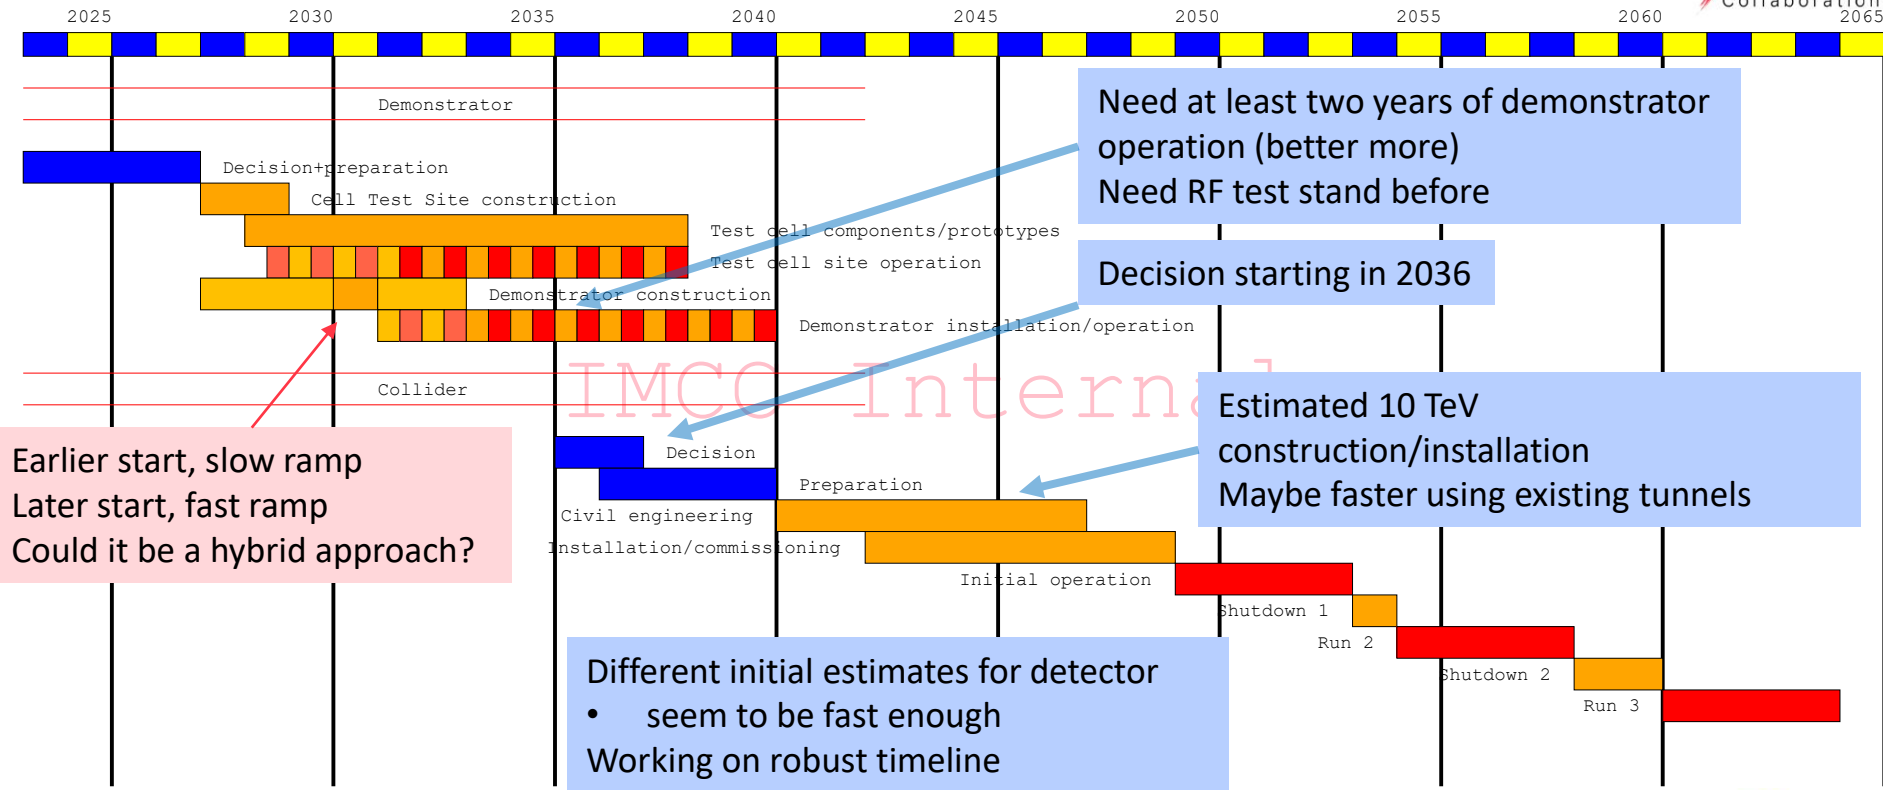 Collaboration
2025 2030 2035 2040 2045 2050 2055 2060 2065
Demonstrator
Need at least two years of demonstrator
operation (better more)
Need RF test stand before
Decision+preparation
Cell Test Site construction
Test cell components/prototypes
Test cell site operation
Decision starting in 2036
Demonstrator construction
Demonstrator installation/operation
IMCC Internal
Collider
Estimated 10 TeV
construction/installation
Maybe faster using existing tunnels
Earlier start, slow ramp
Later start, fast ramp
Could it be a hybrid approach?
Decision
Preparation
Civil engineering
Installation/commissioning
Initial operation
Shutdown 1
Run 2
Different initial estimates for detector
• seem to be fast enough
Working on robust timeline
Shutdown 2
Run 3